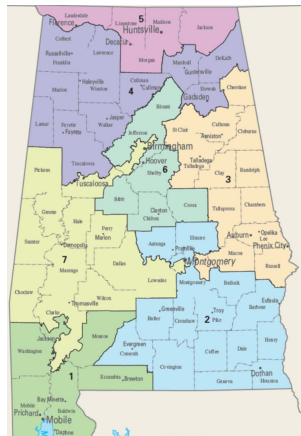 Lauderdale
Florence
Limestone
Madison
Jackson
5
Huntsville
Colbert
Lawrence
Decatur
Morgan
Russellville
Franklin
Marshall
DeKalb
Guntersville
Haleyville
Marion
Winston
Cullman
Cullman
4
Etowah
Cherokee
Gadsden
Blount
Lamar
Fayette
Fayette
Walker
Jasper
Jefferson
St Clair
Calhoun
Anniston
Cleburne
Birmingham
Hoover
Shelby
6
Talladega
Talladega
Clay
Randolph
3
Pickens
Tuscaloosa
Tuscaloosa
Bibb
Coosa
Chilton
Clanton
Tallapoosa
Chambers
Greene
Hale
Perry
Marion
Autauga
Elmore
Prattville
Auburn
Opelika
Lee
Phenix City
Sumter
Demopolis
Marengo
Dallas
Montgomery
Macon
Russell
7
Choctaw
Wilcox
Lowndes
Thomasville
Bullock
Barbour
Eufaula
Greenville
Butler
Crenshaw
Troy
Pike
2
Clarke
Jackson
Washington
Monroe
Evergreen
Conecuh
Coffee
Dale
Henry
Covington
Dothan
Geneva
Houston
1
Escambia
Brewton
Bay Minette
Mobile
Baldwin
Prichard
Mobile
Daphne